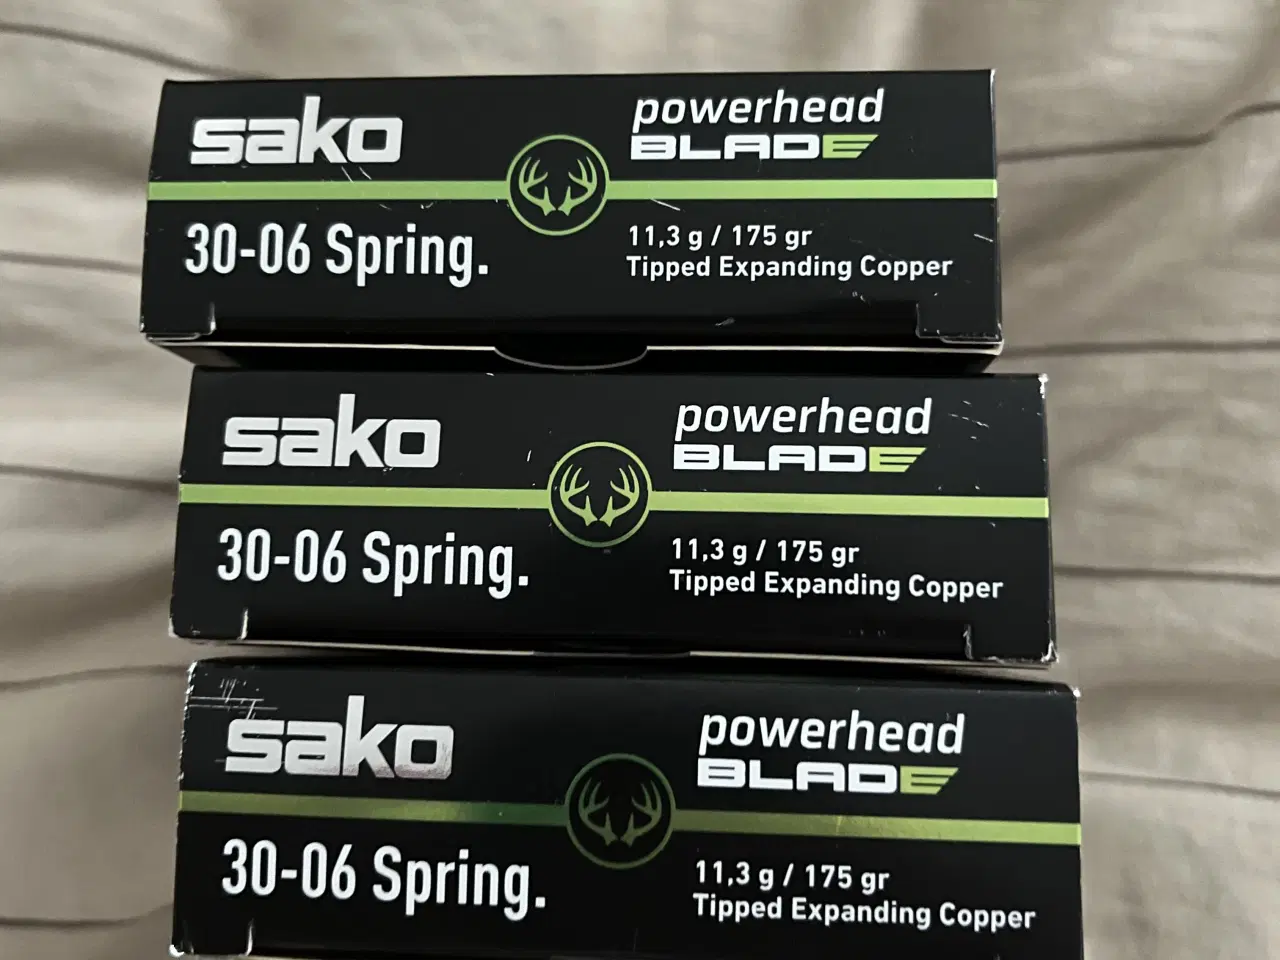 sako
powerhead
BLADE
30-06 Spring.
11,3 g / 175 gr
Tipped Expanding Copper
sako
powerhead
BLADE
30-06 Spring.
11,3 g / 175 gr
Tipped Expanding Copper
sako
powerhead
BLADE
30-06 Spring.
11,3 g / 175 gr
Tipped Expanding Copper